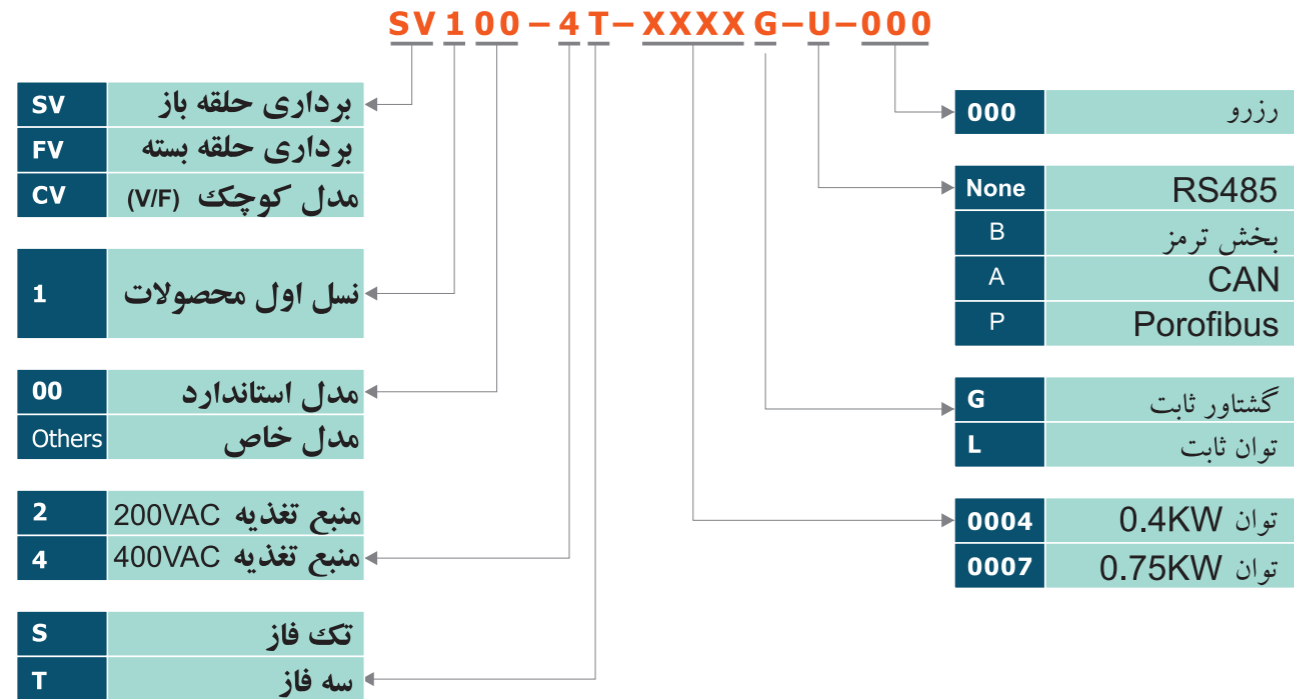 SV100-4T-XXXXG-U-000
SV برداری حلقه باز
FV برداری حلقه بسته
CV مدل کوچک (V/F)
1 نسل اول محصولات
00 مدل استاندارد
Others مدل خاص
2 منبع تغذیه 200VAC
4 منبع تغذیه 400VAC
S تک فاز
T سه فاز
000 رزرو
None RS485
B بخش ترمز
A CAN
P Porofibus
G گشتاور ثابت
L توان ثابت
0004 توان 0.4KW
0007 توان 0.75KW